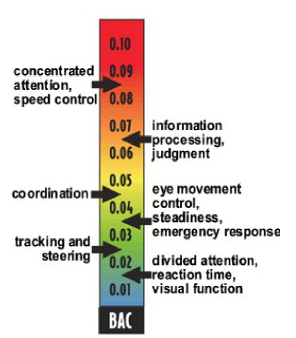 0.10
0.09
0.08
0.07
0.06
0.05
0.04
0.03
0.02
0.01
BAC
concentrated
attention,
speed control
information
processing,
judgment
coordination
eye movement
control,
steadiness,
emergency response
tracking and
steering
divided attention,
reaction time,
visual function